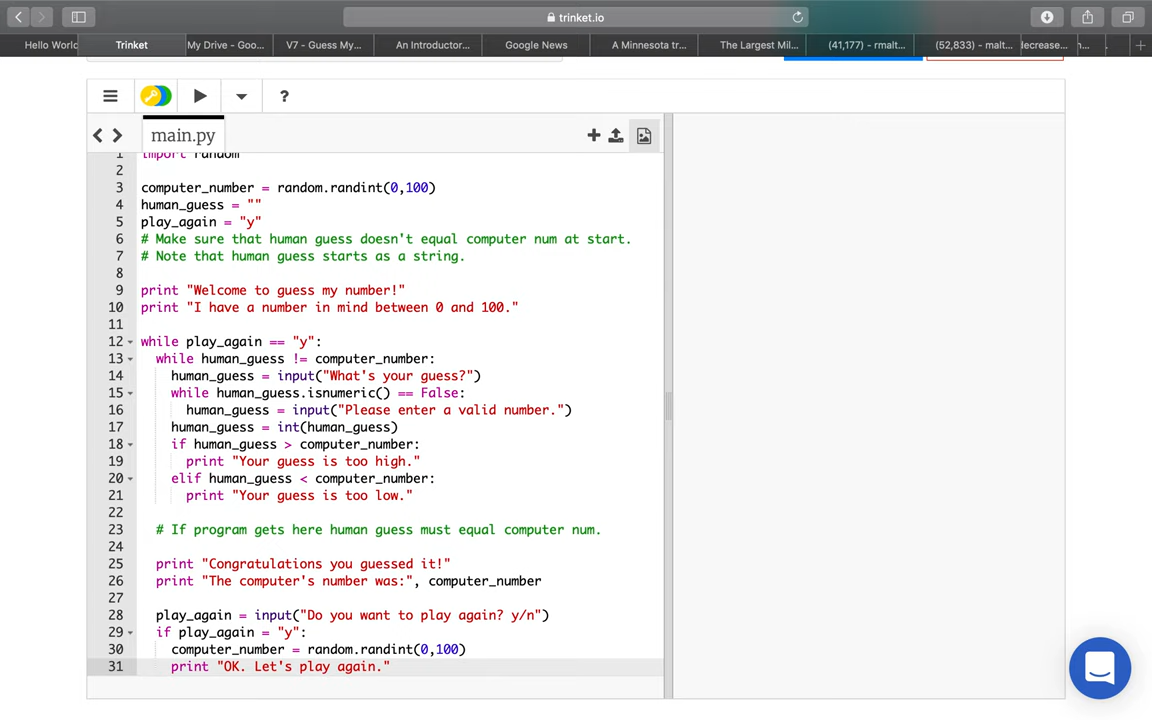 trinket.io
Hello World
Trinket
My Drive - Goo...
V7 - Guess My...
An Introductor...
Google News
A Minnesota tr...
The Largest Mil...
(41,177) - rmalt...
(52,833) - malt...
decrease...
main.py
1 import random
2
3 computer_number = random.randint(0,100)
4 human_guess = ""
5 play_again = "y"
6 # Make sure that human guess doesn't equal computer num at start.
7 # Note that human guess starts as a string.
8
9 print "Welcome to guess my number!"
10 print "I have a number in mind between 0 and 100."
11
12 while play_again == "y":
13 while human_guess != computer_number:
14 human_guess = input("What's your guess?")
15 while human_guess.isnumeric() == False:
16 human_guess = input("Please enter a valid number.")
17 human_guess = int(human_guess)
18 if human_guess > computer_number:
19 print "Your guess is too high."
20 elif human_guess < computer_number:
21 print "Your guess is too low."
22
23 # If program gets here human guess must equal computer num.
24
25 print "Congratulations you guessed it!"
26 print "The computer's number was:", computer_number
27
28 play_again = input("Do you want to play again? y/n")
29 if play_again = "y":
30 computer_number = random.randint(0,100)
31 print "OK. Let's play again."